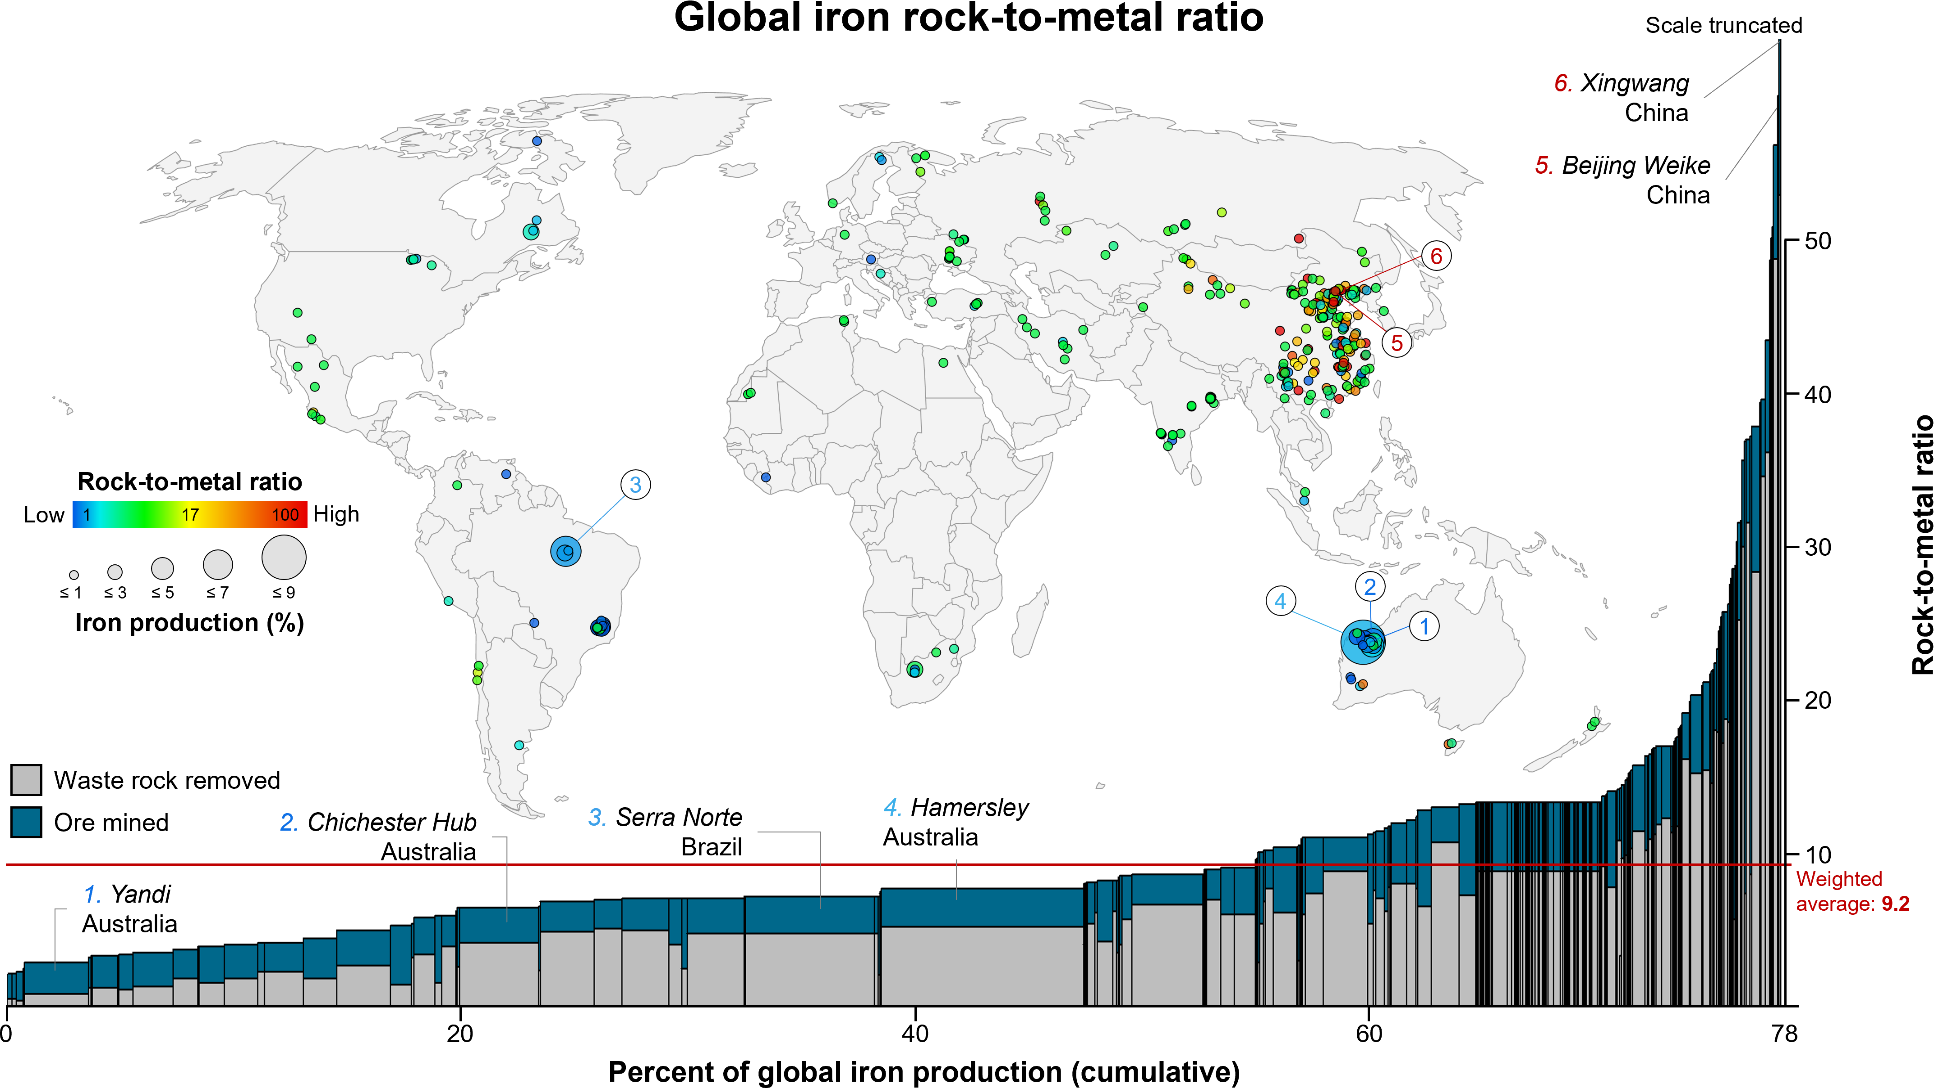 Global iron rock-to-metal ratio
Scale truncated
6. Xingwang
China
5. Beijing Weike
China
6
5
50
40
30
20
10
Rock-to-metal ratio
Rock-to-metal ratio
Low 1 17 100 High
≤ 1 ≤ 3 ≤ 5 ≤ 7 ≤ 9
Iron production (%)
3
4
2
1
Waste rock removed
Ore mined
1. Yandi
Australia
2. Chichester Hub
Australia
3. Serra Norte
Brazil
4. Hamersley
Australia
Weighted
average: 9.2
0 20 40 60 78
Percent of global iron production (cumulative)